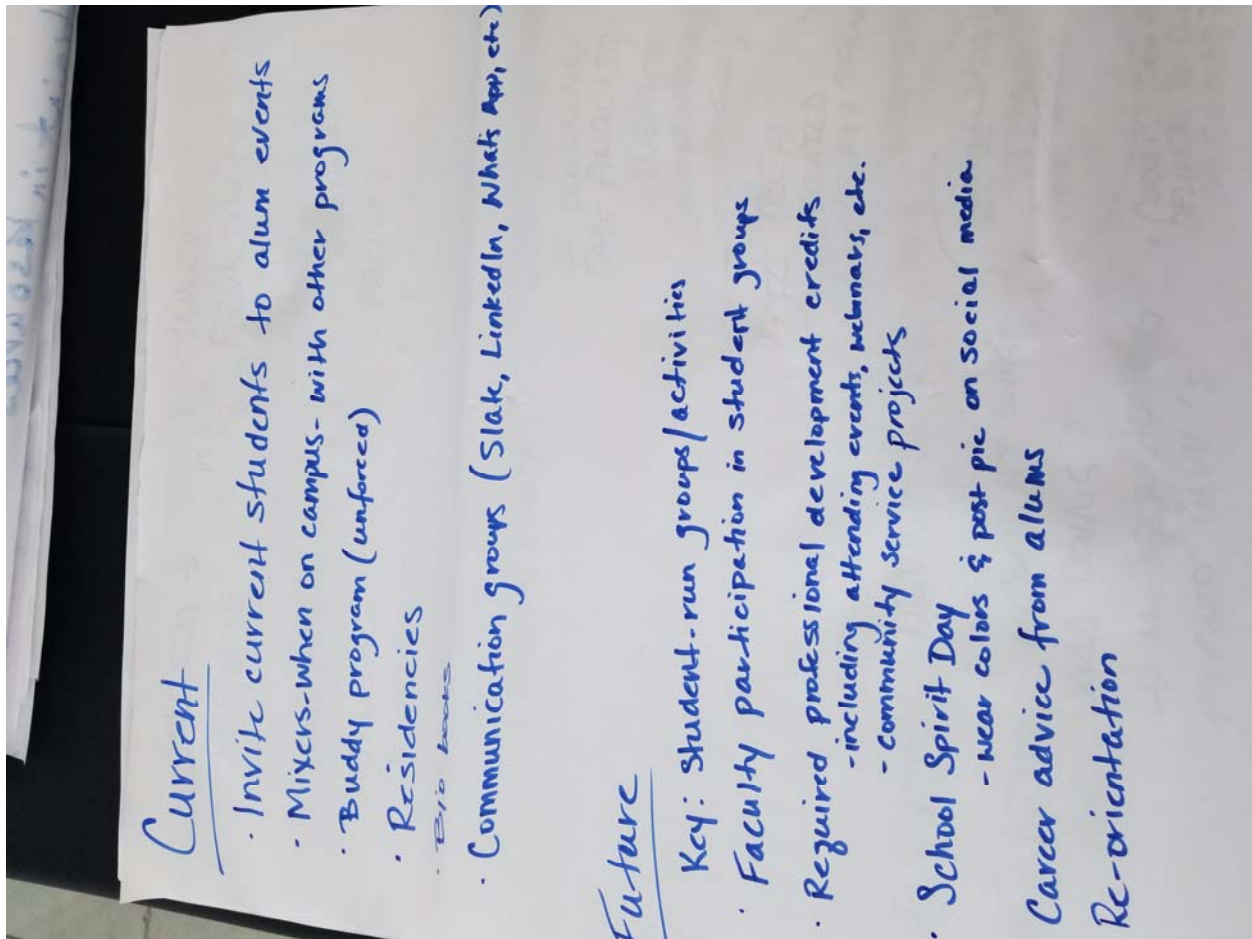 Current
· Invite current students to alum events
· Mixers-when on campus- with other programs
· Buddy program (unforced)
· Residencies
· Bio books
· Communication groups (Slak, LinkedIn, Whats App, etc)
Future
Key: Student-run groups/activities
· Faculty participation in student groups
· Required professional development credits
- including attending events, webinars, etc.
- community service projects
· School Spirit Day
- wear colors & post pic on social media
Career advice from alums
Re-orientation